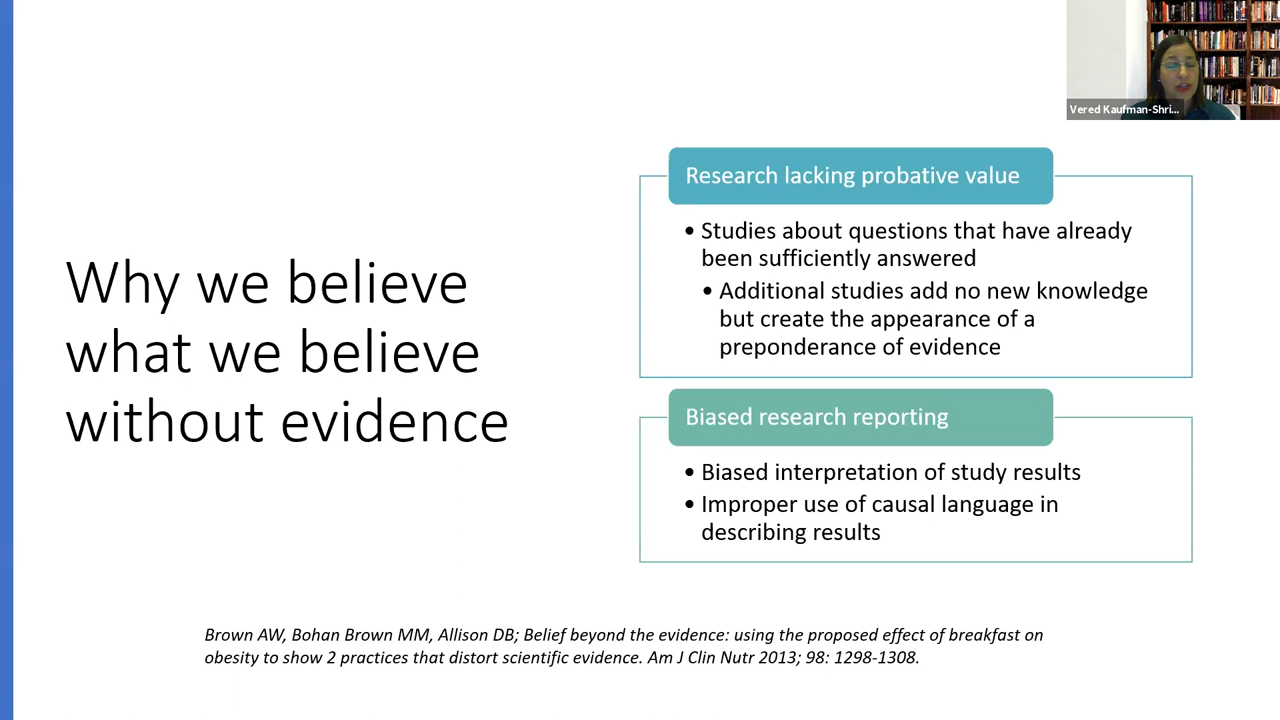 Vered Kaufman-Shri...
Why we believe
what we believe
without evidence
Research lacking probative value
• Studies about questions that have already
been sufficiently answered
• Additional studies add no new knowledge
but create the appearance of a
preponderance of evidence
Biased research reporting
• Biased interpretation of study results
• Improper use of causal language in
describing results
Brown AW, Bohan Brown MM, Allison DB; Belief beyond the evidence: using the proposed effect of breakfast on
obesity to show 2 practices that distort scientific evidence. Am J Clin Nutr 2013; 98: 1298-1308.